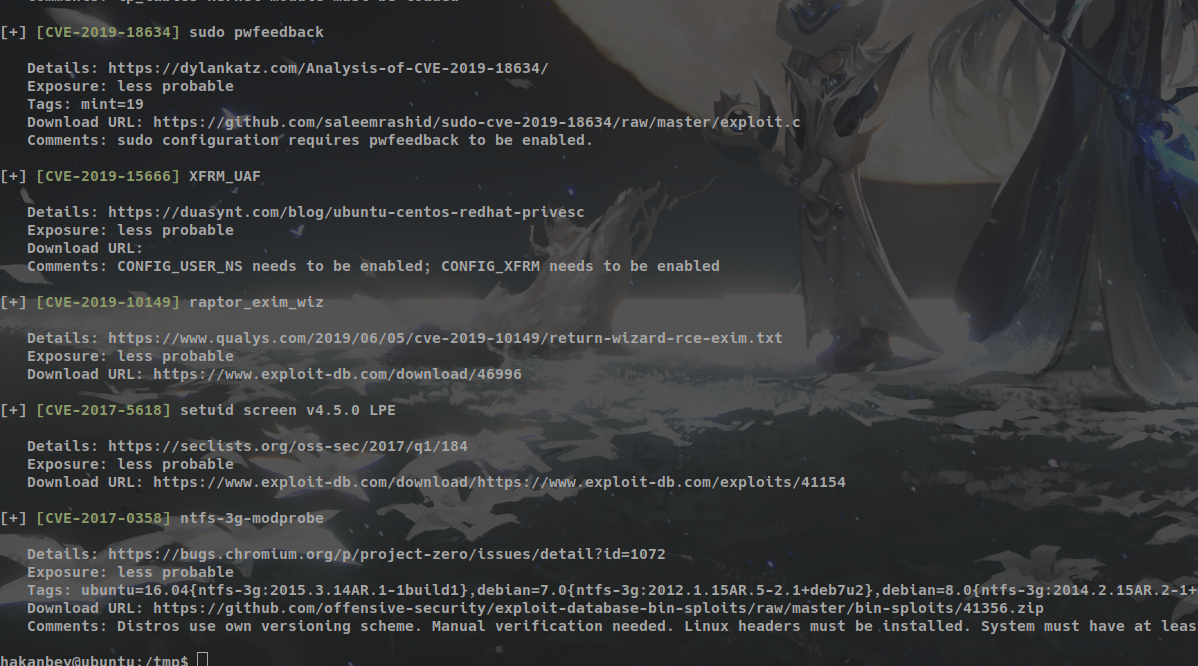 [+] [CVE-2019-18634] sudo pwfeedback
Details: https://dylankatz.com/Analysis-of-CVE-2019-18634/
Exposure: less probable
Tags: mint=19
Download URL: https://github.com/saleemrashid/sudo-cve-2019-18634/raw/master/exploit.c
Comments: sudo configuration requires pwfeedback to be enabled.
[+] [CVE-2019-15666] XFRM_UAF
Details: https://duasynt.com/blog/ubuntu-centos-redhat-privesc
Exposure: less probable
Download URL:
Comments: CONFIG_USER_NS needs to be enabled; CONFIG_XFRM needs to be enabled
[+] [CVE-2019-10149] raptor_exim_wiz
Details: https://www.qualys.com/2019/06/05/cve-2019-10149/return-wizard-rce-exim.txt
Exposure: less probable
Download URL: https://www.exploit-db.com/download/46996
[+] [CVE-2017-5618] setuid screen v4.5.0 LPE
Details: https://seclists.org/oss-sec/2017/q1/184
Exposure: less probable
Download URL: https://www.exploit-db.com/download/https://www.exploit-db.com/exploits/41154
[+] [CVE-2017-0358] ntfs-3g-modprobe
Details: https://bugs.chromium.org/p/project-zero/issues/detail?id=1072
Exposure: less probable
Tags: ubuntu=16.04{ntfs-3g:2015.3.14AR.1-1build1},debian=7.0{ntfs-3g:2012.1.15AR.5-2.1+deb7u2},debian=8.0{ntfs-3g:2014.2.15AR.2-1+
Download URL: https://github.com/offensive-security/exploit-database-bin-sploits/raw/master/bin-sploits/41356.zip
Comments: Distros use own versioning scheme. Manual verification needed. Linux headers must be installed. System must have at leas
hakanbey@ubuntu:/tmp$